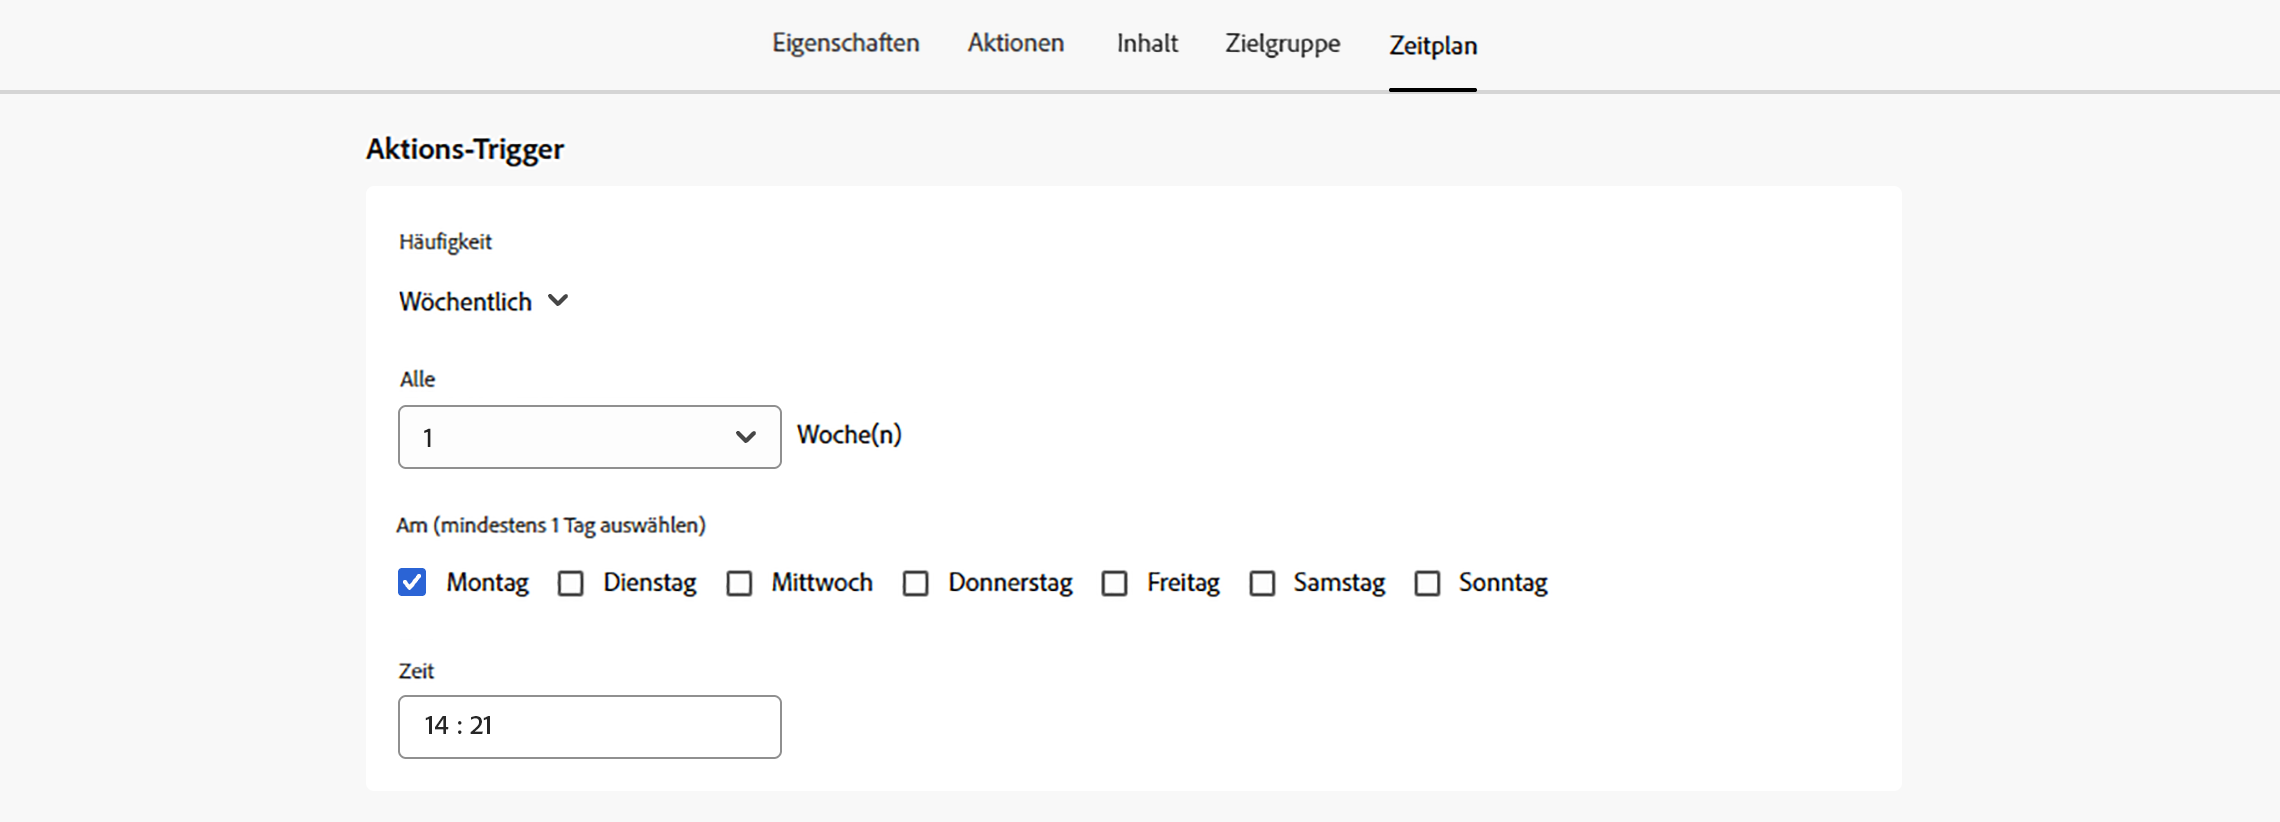 Eigenschaften Aktionen Inhalt Zielgruppe Zeitplan
Aktions-Trigger
Häufigkeit
Wöchentlich
Alle
1 Woche(n)
Am (mindestens 1 Tag auswählen)
Montag Dienstag Mittwoch Donnerstag Freitag Samstag Sonntag
Zeit
14 : 21